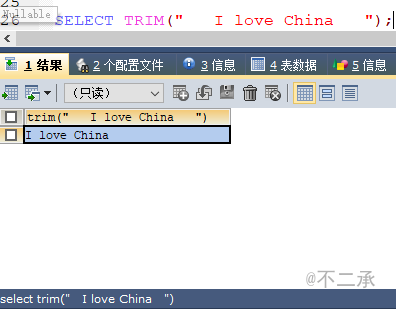 25
Nullable
26 SELECT TRIM("   I love China   ");
1 结果 2 个配置文件 3 信息 4 表数据 5 信息
(只读)
trim("   I love China   ")
I love China
@不二承
select trim("   I love China   ")